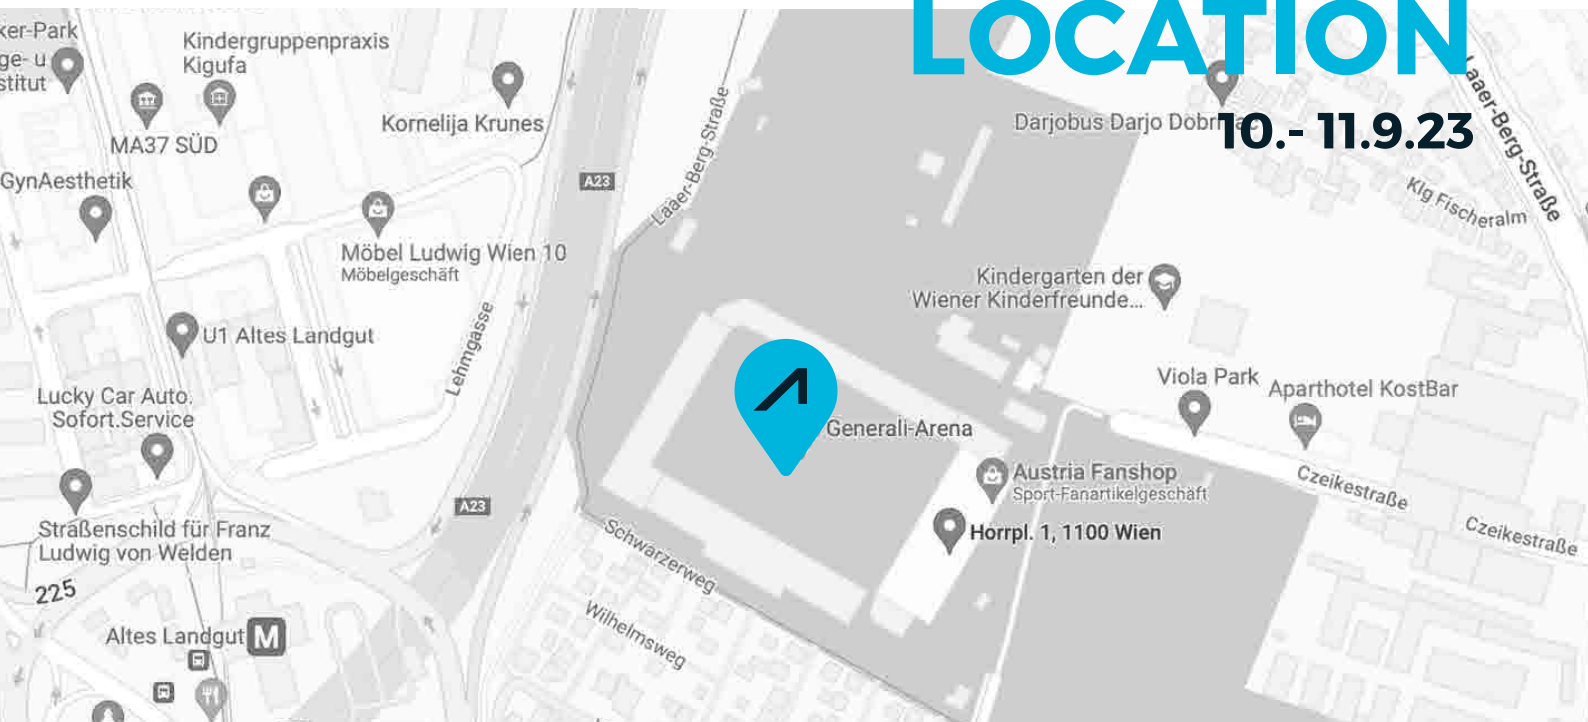 LOCATION
10.- 11.9.23
ker-Park
ge- u
stitut
Kindergruppenpraxis
Kigufa
MA37 SÜD
Kornelija Krunes
GynAesthetik
Möbel Ludwig Wien 10
Möbelgeschäft
U1 Altes Landgut
Lehmgasse
Lucky Car Auto.
Sofort.Service
Straßenschild für Franz
Ludwig von Welden
225
Altes Landgut
M
A23
A23
Laaer-Berg-Straße
Darjobus Darjo
Laaer-Berg-Straße
Klg Fischeralm
Kindergarten der
Wiener Kinderfreunde...
Viola Park
Aparthotel KostBar
Generali-Arena
Austria Fanshop
Sport-Fanartikelgeschäft
Horrpl. 1, 1100 Wien
Czeikestraße
Czeikestraße
Schwarzerweg
Wilhelmsweg